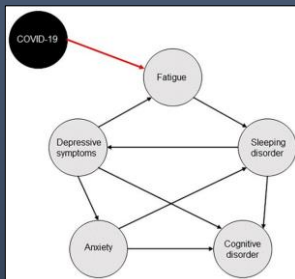 COVID-19
Fatigue
Depressive
symptoms
Sleeping
disorder
Anxiety
Cognitive
disorder